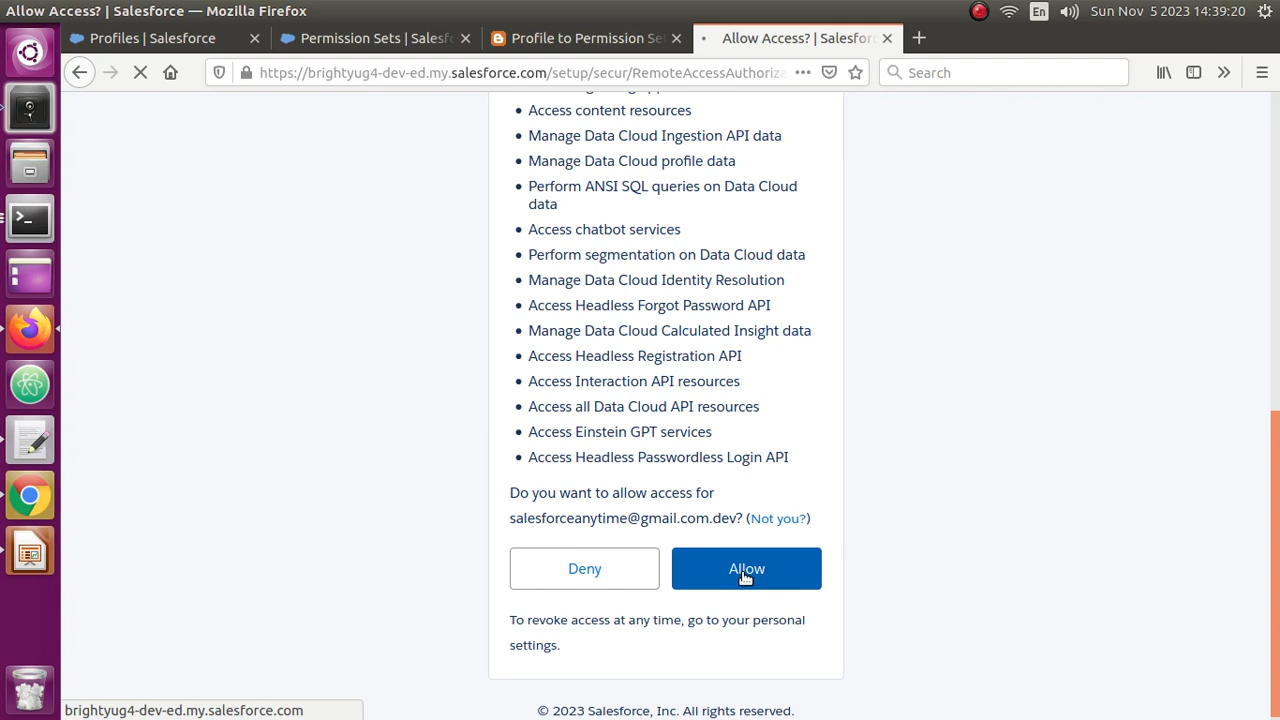 Allow Access? | Salesforce — Mozilla Firefox
En
Sun Nov 5 2023 14:39:20
Profiles | Salesforce
Permission Sets | Salesf
Profile to Permission Se
Allow Access? | Salesforc
https://brightyug4-dev-ed.my.salesforce.com/setup/secur/RemoteAccessAuthoriza
Search
Access content resources
Manage Data Cloud Ingestion API data
Manage Data Cloud profile data
Perform ANSI SQL queries on Data Cloud
data
Access chatbot services
Perform segmentation on Data Cloud data
Manage Data Cloud Identity Resolution
Access Headless Forgot Password API
Manage Data Cloud Calculated Insight data
Access Headless Registration API
Access Interaction API resources
Access all Data Cloud API resources
Access Einstein GPT services
Access Headless Passwordless Login API
Do you want to allow access for
salesforceanytime@gmail.com.dev? (Not you?)
Deny
Allow
To revoke access at any time, go to your personal
settings.
brightyug4-dev-ed.my.salesforce.com
© 2023 Salesforce, Inc. All rights reserved.